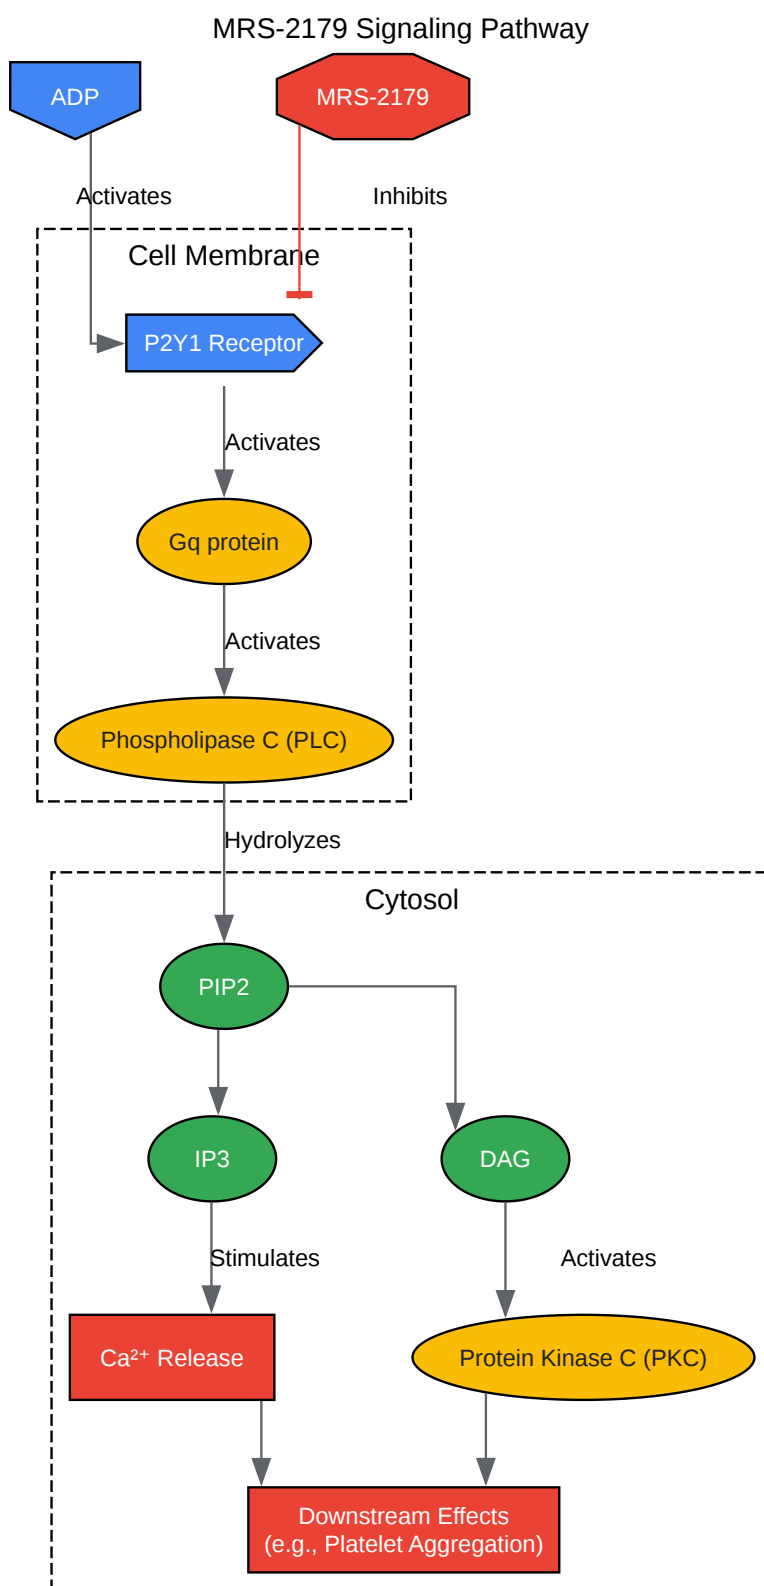 MRS-2179 Signaling Pathway
ADP
MRS-2179
Activates
Inhibits
Cell Membrane
P2Y1 Receptor
Activates
Gq protein
Activates
Phospholipase C (PLC)
Hydrolyzes
Cytosol
PIP2
IP3
DAG
Stimulates
Activates
Ca²⁺ Release
Protein Kinase C (PKC)
Downstream Effects
(e.g., Platelet Aggregation)